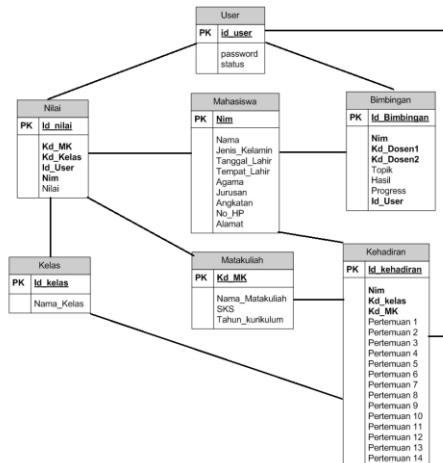 User
PK id_user
password
status
Nilai
PK Id_nilai
Kd_MK
Kd_Kelas
Id_User
Nim
Nilai
Mahasiswa
PK Nim
Nama
Jenis_Kelamin
Tanggal_Lahir
Tempat_Lahir
Agama
Jurusan
Angkatan
No_HP
Alamat
Bimbingan
PK Id_Bimbingan
Nim
Kd_Dosen1
Kd_Dosen2
Topik
Hasil
Progress
Id_User
Kelas
PK Id_kelas
Nama_Kelas
Matakuliah
PK Kd_MK
Nama_Matakuliah
SKS
Tahun_kurikulum
Kehadiran
PK Id_kehadiran
Nim
Kd_kelas
Kd_MK
Pertemuan 1
Pertemuan 2
Pertemuan 3
Pertemuan 4
Pertemuan 5
Pertemuan 6
Pertemuan 7
Pertemuan 8
Pertemuan 9
Pertemuan 10
Pertemuan 11
Pertemuan 12
Pertemuan 13
Pertemuan 14